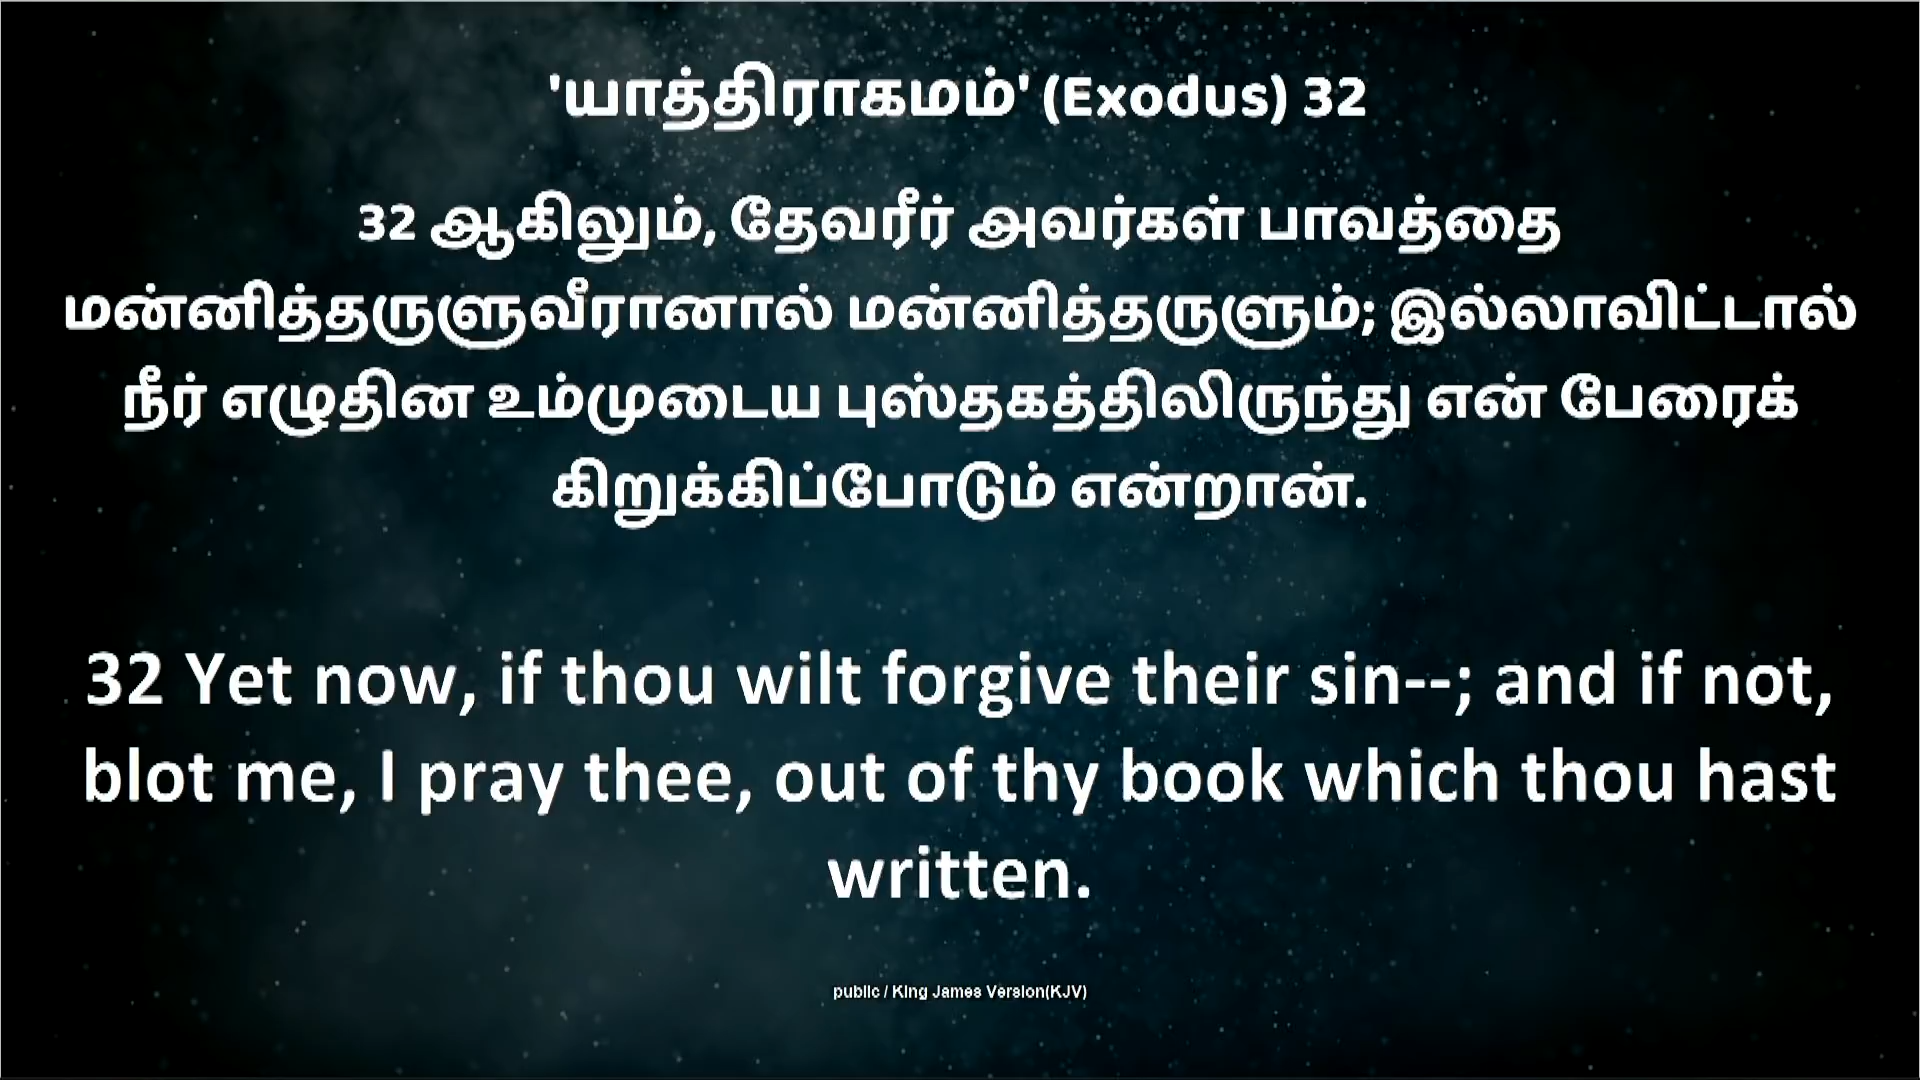 'யாத்திராகமம்' (Exodus) 32
32 ஆகிலும், தேவரீர் அவர்கள் பாவத்தை
மன்னித்தருளுவீரானால் மன்னித்தருளும்; இல்லாவிட்டால்
நீர் எழுதின உம்முடைய புஸ்தகத்திலிருந்து என் பேரைக்
கிறுக்கிப்போடும் என்றான்.
32 Yet now, if thou wilt forgive their sin--; and if not,
blot me, I pray thee, out of thy book which thou hast
written.
public / King James Version(KJV)